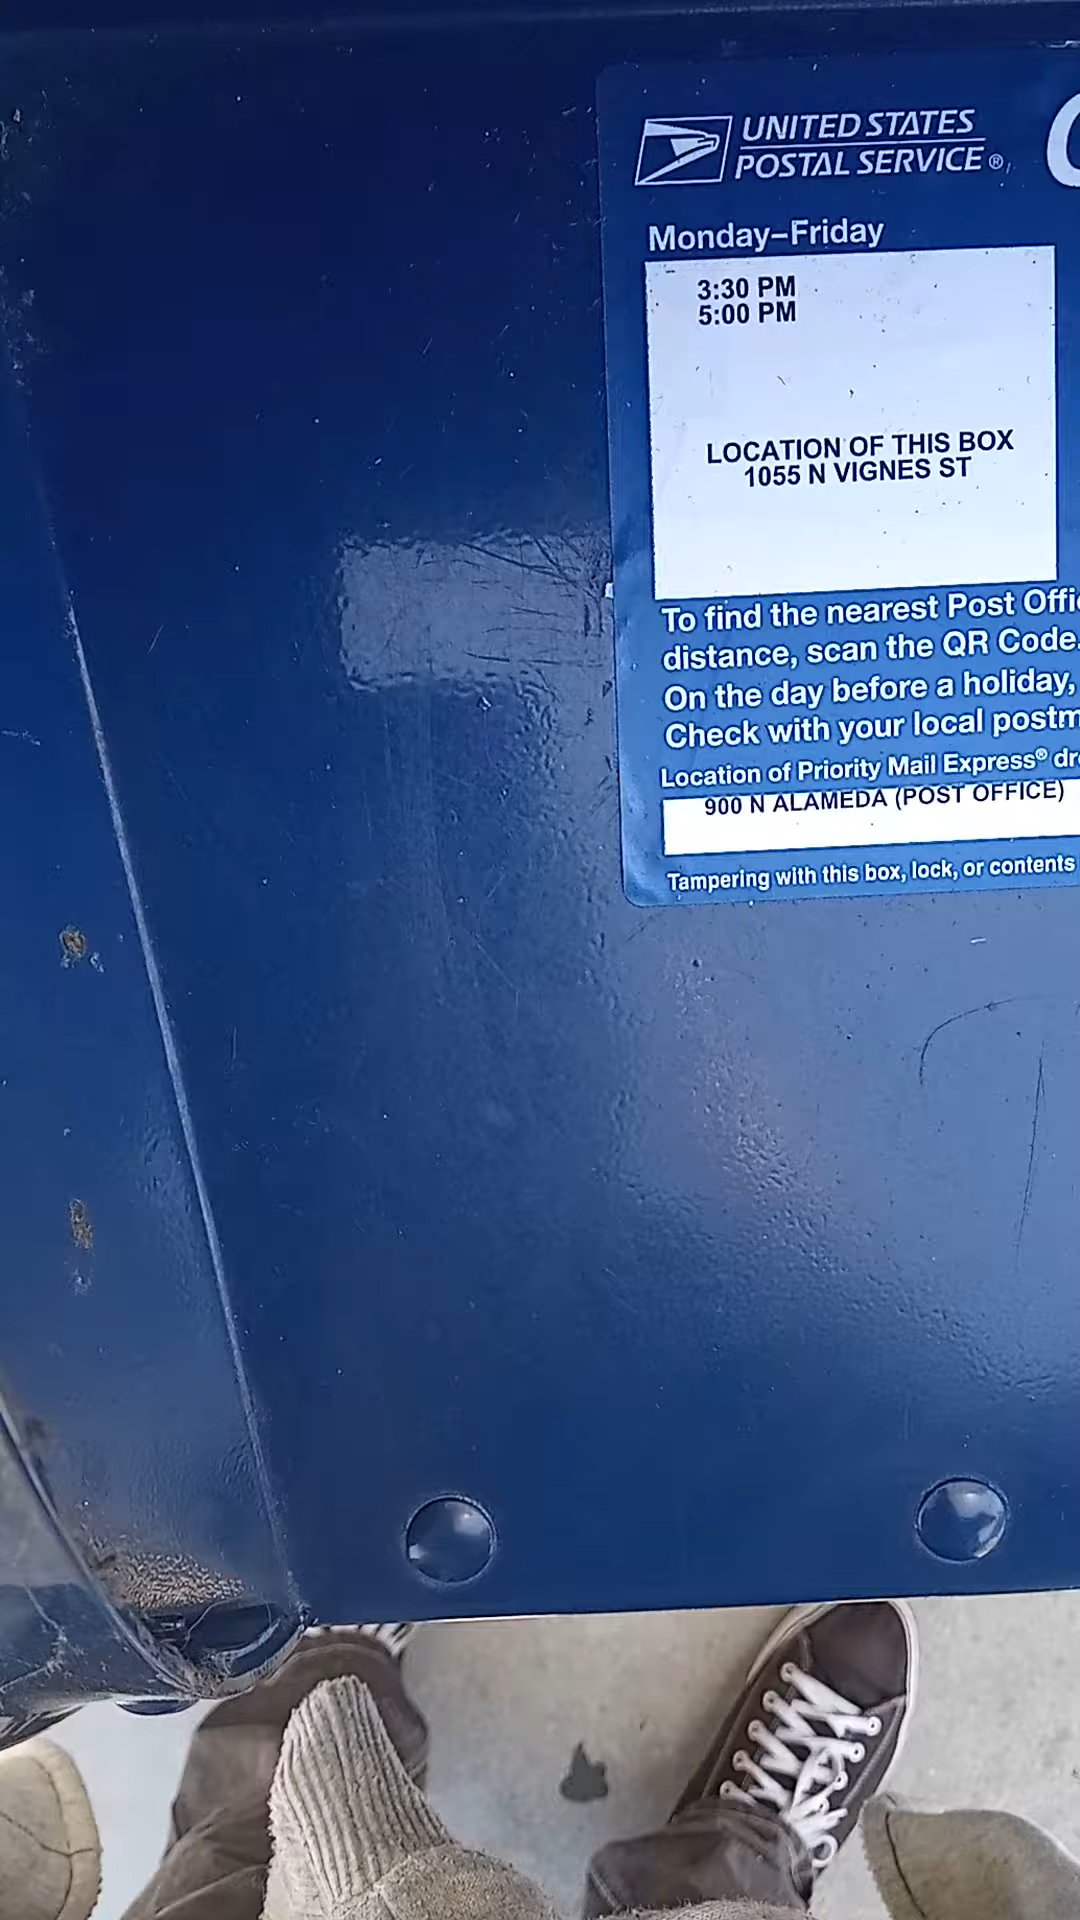 UNITED STATES
POSTAL SERVICE®
Monday–Friday
3:30 PM
5:00 PM
LOCATION OF THIS BOX
1055 N VIGNES ST
To find the nearest Post
distance, scan the QR Code.
On the day before a holiday,
Check with your local
Location of Priority Mail Express®
900 N ALAMEDA (POST OFFICE)
Tampering with this box, lock, or contents